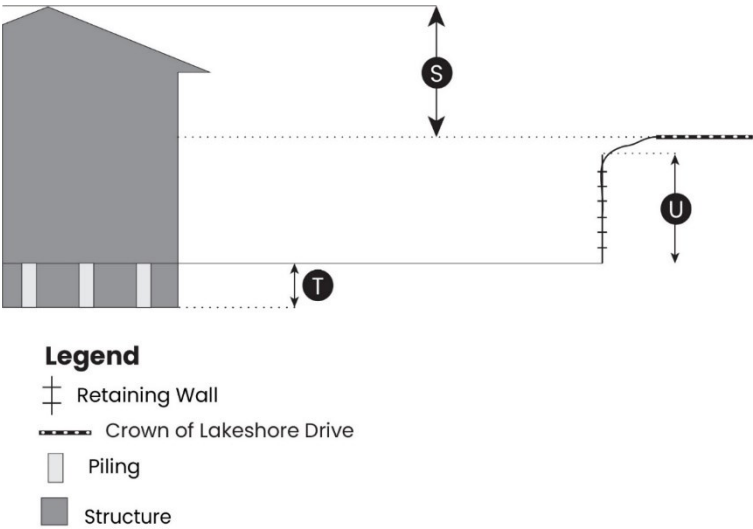 S
U
T
Legend
Retaining Wall
Crown of Lakeshore Drive
Piling
Structure